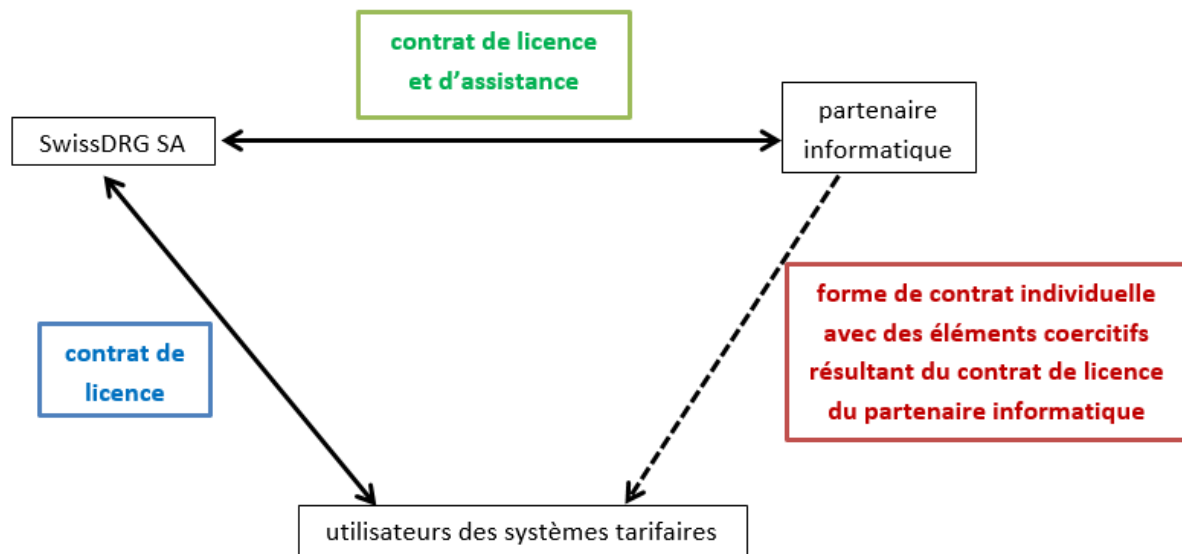 contrat de licence
et d’assistance
SwissDRG SA
partenaire
informatique
forme de contrat individuelle
avec des éléments coercitifs
résultant du contrat de licence
du partenaire informatique
contrat de
licence
utilisateurs des systèmes tarifaires